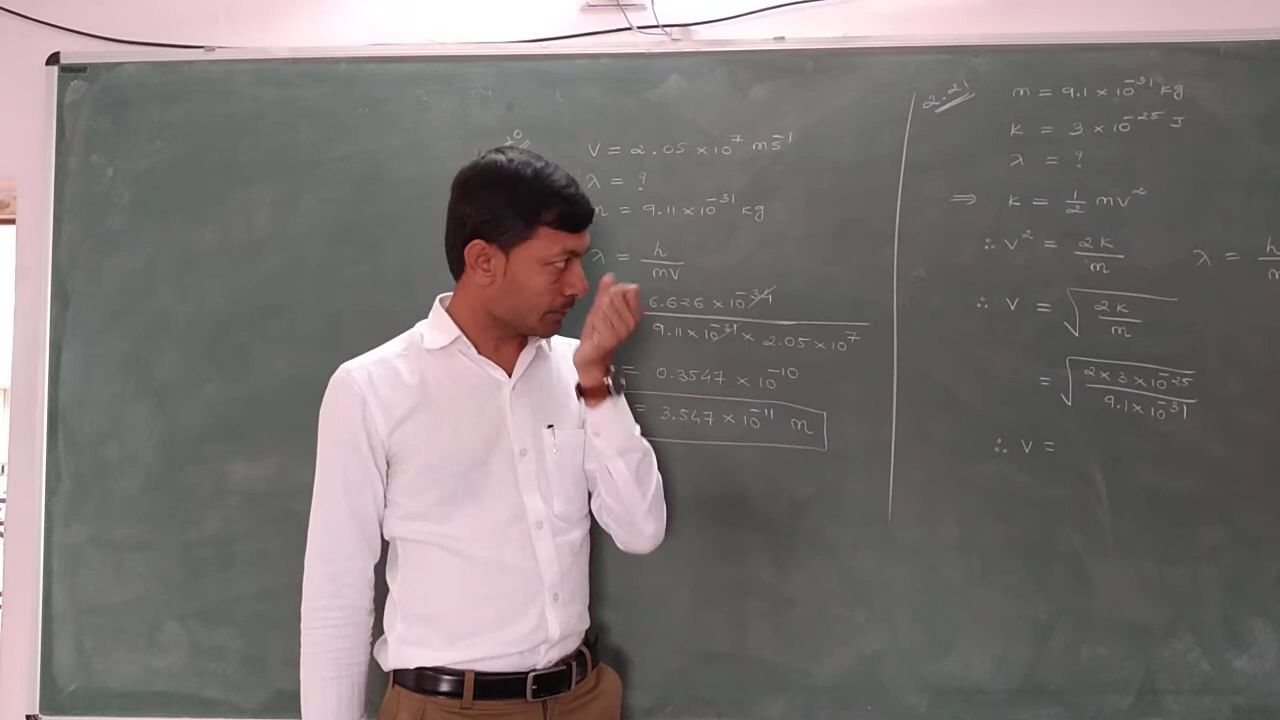 v = 2.05 × 10⁷ ms⁻¹
λ = ?
m = 9.11 × 10⁻³¹ kg
λ = h / mv
6.626 × 10⁻³⁴ / 9.11 × 10⁻³¹ × 2.05 × 10⁷
= 0.3547 × 10⁻¹⁰
= 3.547 × 10⁻¹¹ m
2.21
m = 9.1 × 10⁻³¹ kg
K = 3 × 10⁻²⁵ J
λ = ?
⇒ K = 1/2 mv²
∴ v² = 2K / m
λ = h / m
∴ v = √(2K / m)
= √(2 × 3 × 10⁻²⁵ / 9.1 × 10⁻³¹)
∴ v =